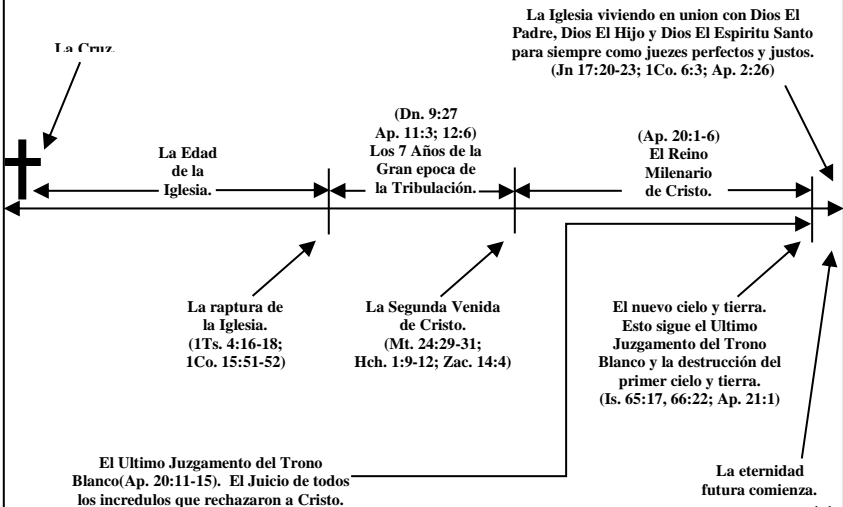 La Iglesia viviendo en union con Dios El
Padre, Dios El Hijo y Dios El Espiritu Santo
para siempre como juezes perfectos y justos.
(Jn 17:20-23; 1Co. 6:3; Ap. 2:26)
La Cruz.
(Dn. 9:27
Ap. 11:3; 12:6)
Los 7 Años de la
Gran epoca de
la Tribulación.
(Ap. 20:1-6)
El Reino
Milenario
de Cristo.
La Edad
de la
Iglesia.
La raptura de
la Iglesia.
(1Ts. 4:16-18;
1Co. 15:51-52)
La Segunda Venida
de Cristo.
(Mt. 24:29-31;
Hch. 1:9-12; Zac. 14:4)
El nuevo cielo y tierra.
Esto sigue el Ultimo
Juzgamento del Trono
Blanco y la destrucción del
primer cielo y tierra.
(Is. 65:17, 66:22; Ap. 21:1)
El Ultimo Juzgamento del Trono
Blanco(Ap. 20:11-15). El Juicio de todos
los incredulos que rechazaron a Cristo.
La eternidad
futura comienza.